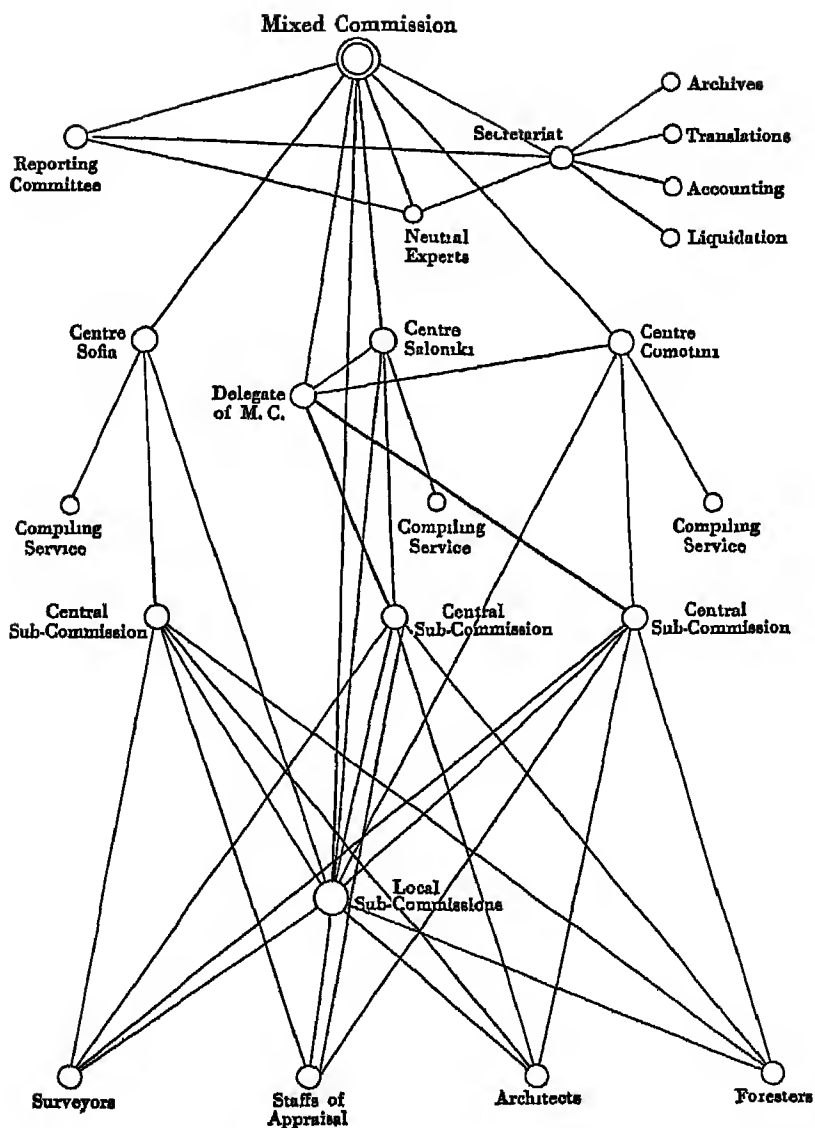 Mixed Commission
Archives
Secretariat
Translations
Reporting
Committee
Accounting
Neutral
Experts
Liquidation
Centre
Sofia
Centre
Saloniki
Centre
Comotini
Delegate
of M. C.
Compiling
Service
Compiling
Service
Compiling
Service
Central
Sub-Commission
Central
Sub-Commission
Central
Sub-Commission
Local
Sub-Commissions
Surveyors
Staffs of
Appraisal
Architects
Foresters